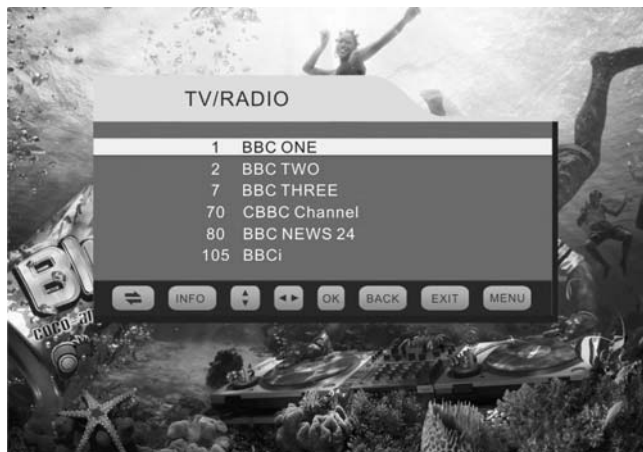 TV/RADIO
1 BBC ONE
2 BBC TWO
7 BBC THREE
70 CBBC Channel
80 BBC NEWS 24
105 BBCi
INFO OK BACK EXIT MENU